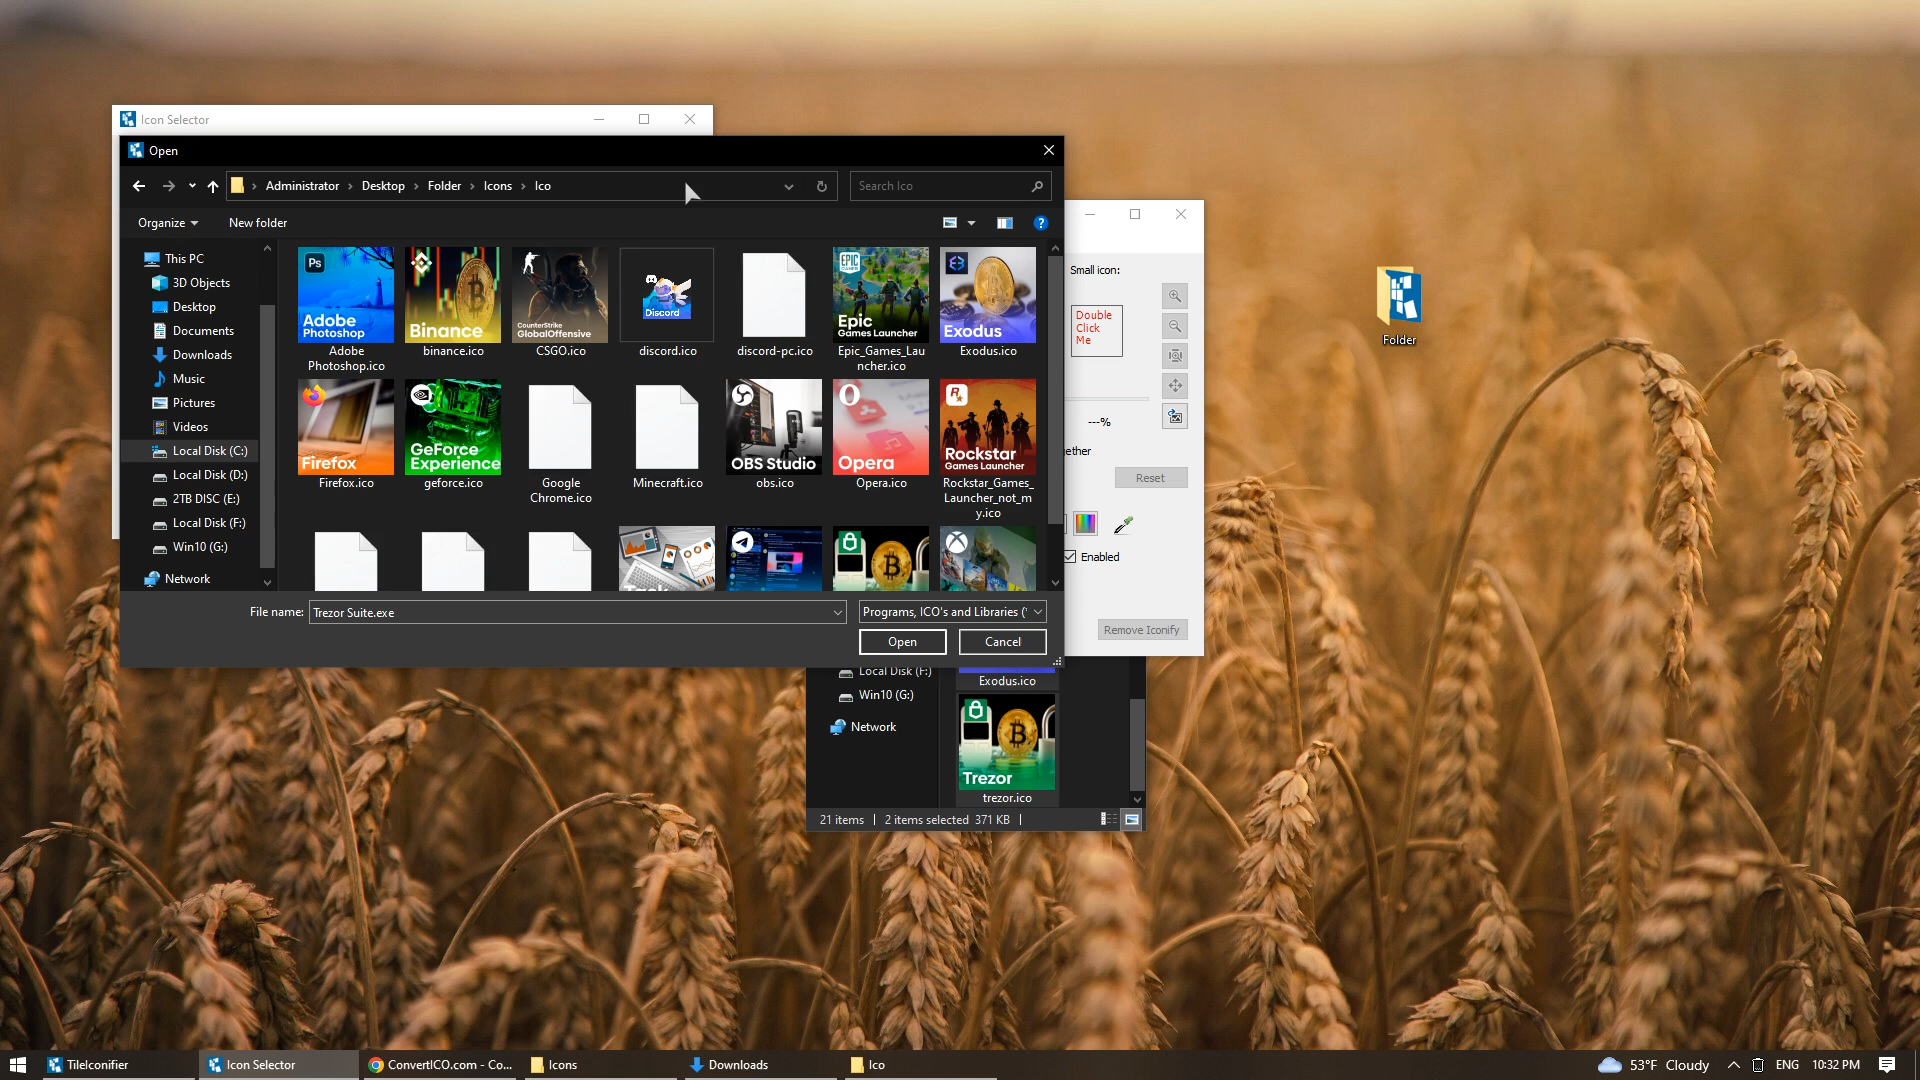 Icon Selector
Open
Administrator
Desktop
Folder
Icons
Ico
Search Ico
Organize
New folder
This PC
3D Objects
Desktop
Documents
Downloads
Music
Pictures
Videos
Local Disk (C:)
Local Disk (D:)
2TB DISC (E:)
Local Disk (F:)
Win10 (G:)
Network
Ps
Adobe
Photoshop
Adobe
Photoshop.ico
Binance
binance.ico
CounterStrike
GlobalOffensive
CSGO.ico
Discord
discord.ico
discord-pc.ico
EPIC
GAMES
Epic
Games Launcher
Epic_Games_Lau
ncher.ico
Exodus
Exodus.ico
Firefox
Firefox.ico
GeForce
Experience
geforce.ico
Google
Chrome.ico
Minecraft.ico
OBS Studio
obs.ico
Opera
Opera.ico
R
Rockstar
Games Launcher
Rockstar_Games_
Launcher_not_m
y.ico
File name:
Trezor Suite.exe
Programs, ICO's and Libraries (
Open
Cancel
Small icon:
Double
Click
Me
---%
ether
Reset
Enabled
Remove Iconify
Local Disk (F:)
Win10 (G:)
Network
Exodus.ico
Trezor
trezor.ico
21 items
2 items selected 371 KB
Folder
TileIconifier
Icon Selector
ConvertICO.com - Co...
Icons
Downloads
Ico
53°F Cloudy
ENG
10:32 PM